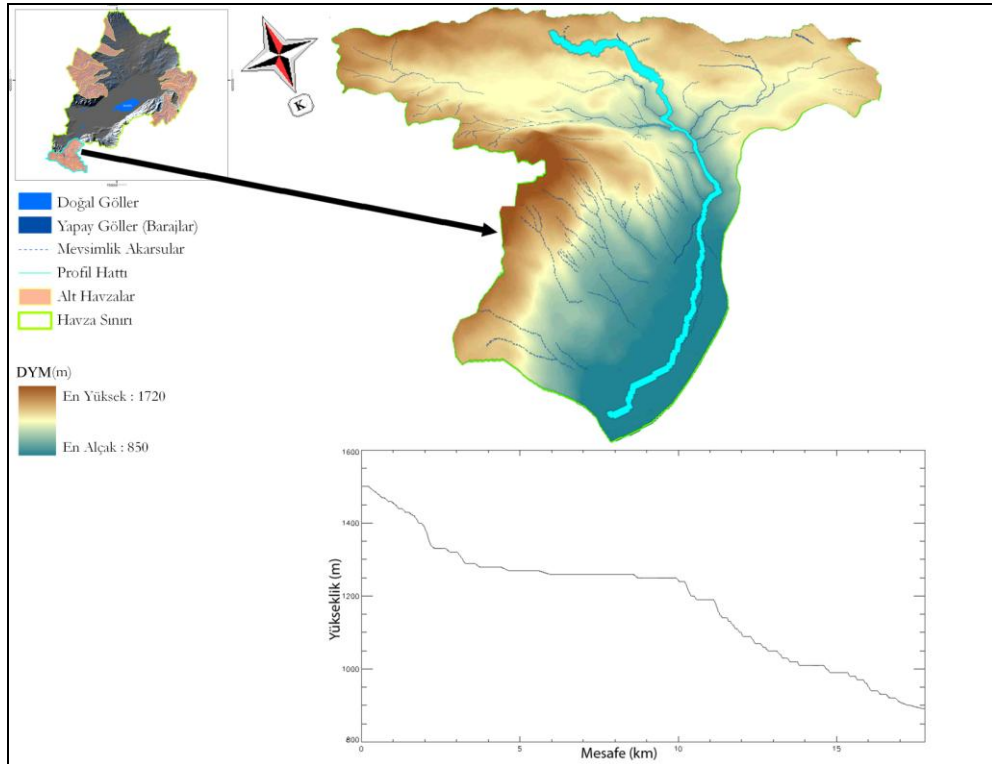 K
Doğal Göller
Yapay Göller (Barajlar)
Mevsimlik Akarsular
Profil Hattı
Alt Havzalar
Havza Sınırı
DYM(m)
En Yüksek : 1720
En Alçak : 850
1600
1400
1200
1000
800
Yükseklik (m)
0
5
10
15
Mesafe (km)